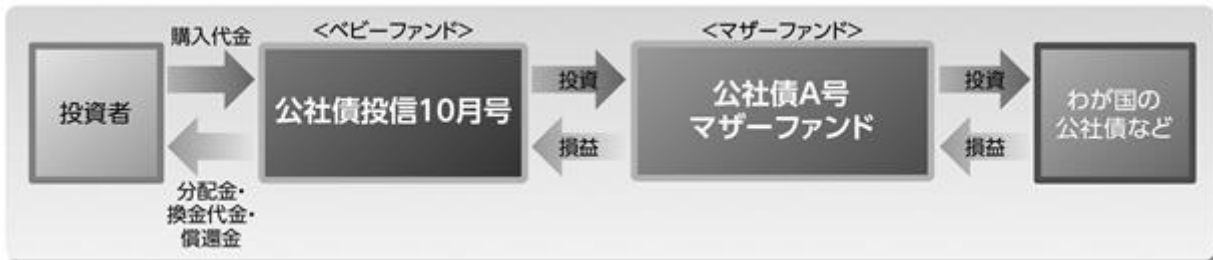 投資者
購入代金
分配金・
換金代金・
償還金
<ベビーファンド>
公社債投信10月号
投資
損益
<マザーファンド>
公社債A号
マザーファンド
投資
損益
わが国の
公社債など